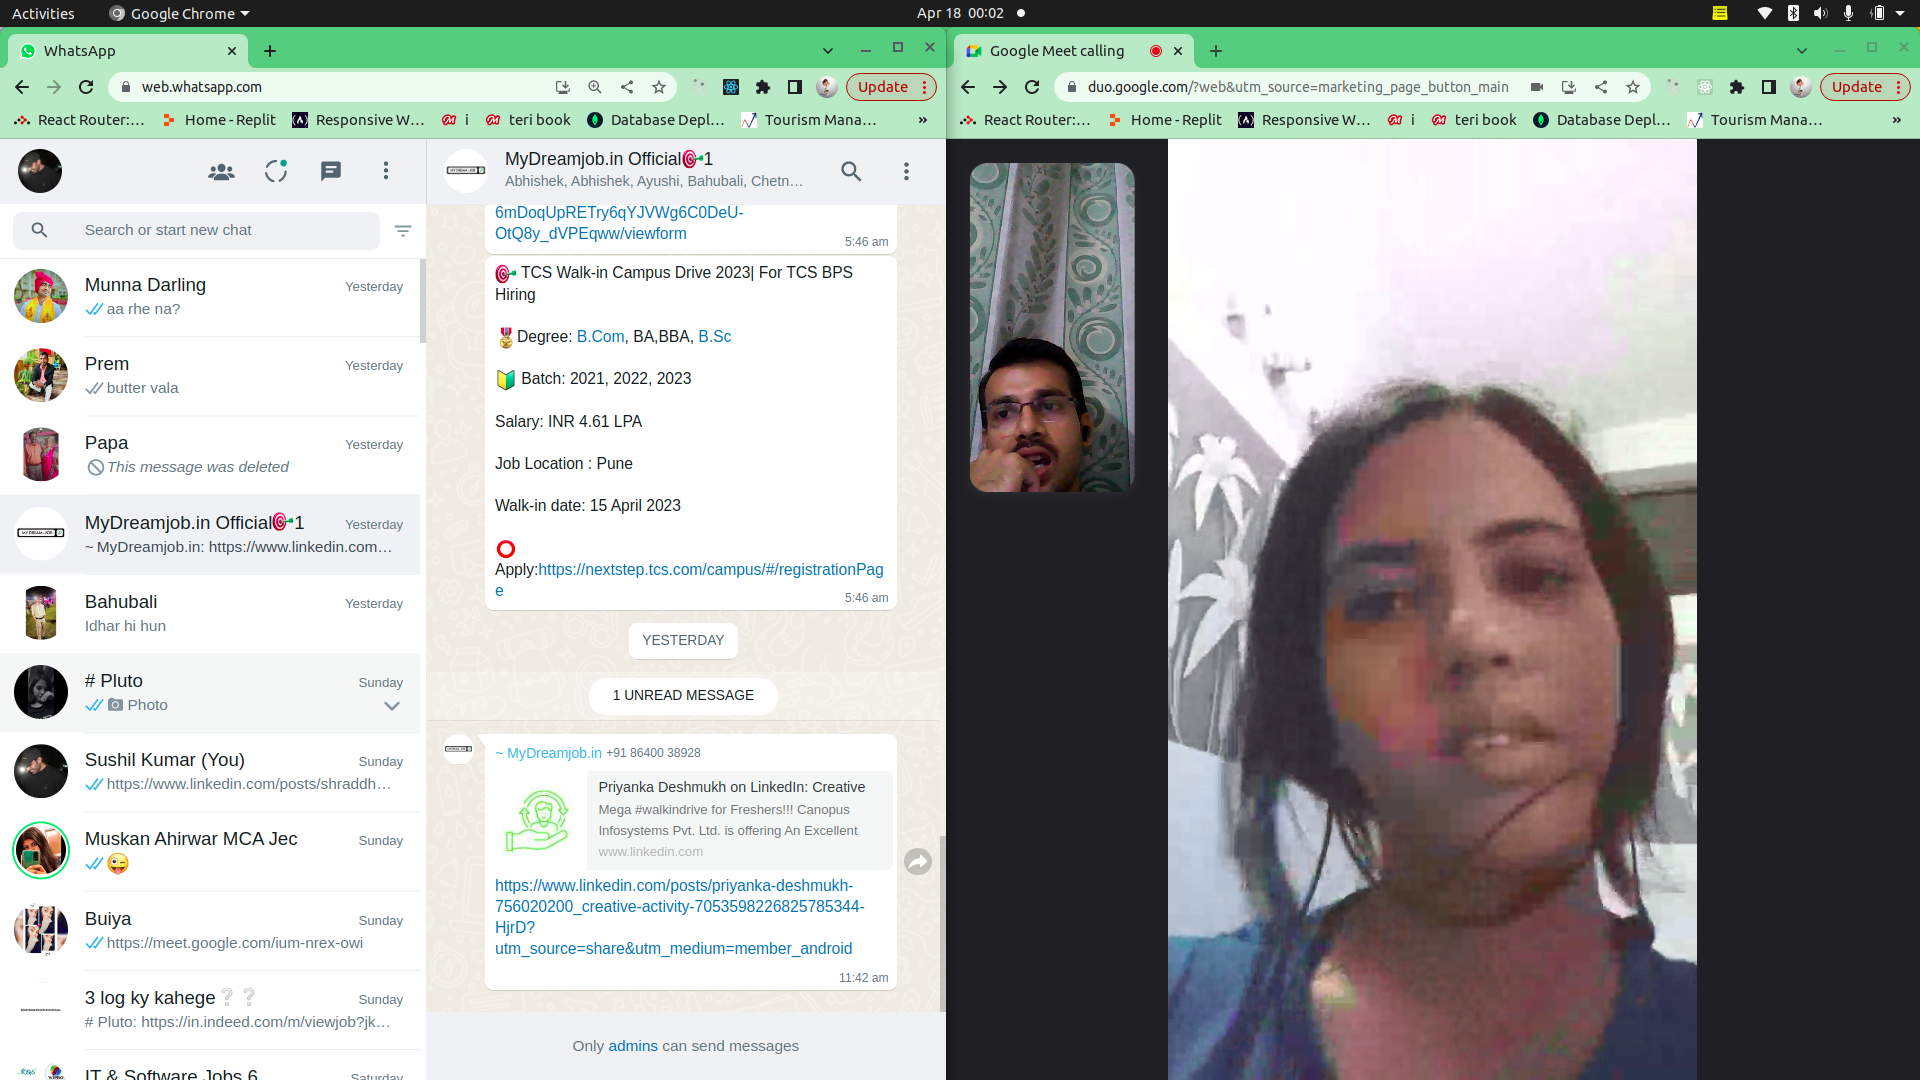 Activities
Google Chrome
Apr 18 00:02
WhatsApp
web.whatsapp.com
Update
React Router:...
Home - Replit
Responsive W...
i
teri book
Database Depl...
Tourism Mana...
»
Search or start new chat
Munna Darling
Yesterday
aa rhe na?
Prem
Yesterday
butter vala
Papa
Yesterday
This message was deleted
MY DREAM-JOB
MyDreamjob.in Official🎯1
Yesterday
~ MyDreamjob.in: https://www.linkedin.com...
Bahubali
Yesterday
Idhar hi hun
# Pluto
Sunday
Photo
Sushil Kumar (You)
Sunday
https://www.linkedin.com/posts/shraddh...
Muskan Ahirwar MCA Jec
Sunday
😜
Buiya
Sunday
https://meet.google.com/ium-nrex-owi
3 log ky kahege❔❔
Sunday
# Pluto: https://in.indeed.com/m/viewjob?jk...
IT & Software Jobs 6
Saturday
MyDreamjob.in Official🎯1
Abhishek, Abhishek, Ayushi, Bahubali, Chetn...
6mDoqUpRETry6qYJVWg6C0DeU-
OtQ8y_dVPEqww/viewform
5:46 am
🎯 TCS Walk-in Campus Drive 2023| For TCS BPS
Hiring
🎖Degree: B.Com, BA,BBA, B.Sc
🔰 Batch: 2021, 2022, 2023
Salary: INR 4.61 LPA
Job Location : Pune
Walk-in date: 15 April 2023
⭕
Apply:https://nextstep.tcs.com/campus/#/registrationPag
e
5:46 am
YESTERDAY
1 UNREAD MESSAGE
~ MyDreamjob.in +91 86400 38928
Priyanka Deshmukh on LinkedIn: Creative
Mega #walkindrive for Freshers!!! Canopus
Infosystems Pvt. Ltd. is offering An Excellent
www.linkedin.com
https://www.linkedin.com/posts/priyanka-deshmukh-
756020200_creative-activity-7053598226825785344-
HjrD?
utm_source=share&utm_medium=member_android
11:42 am
Only admins can send messages
Google Meet calling
duo.google.com/?web&utm_source=marketing_page_button_main
Update
React Router:...
Home - Replit
Responsive W...
i
teri book
Database Depl...
Tourism Mana...
»